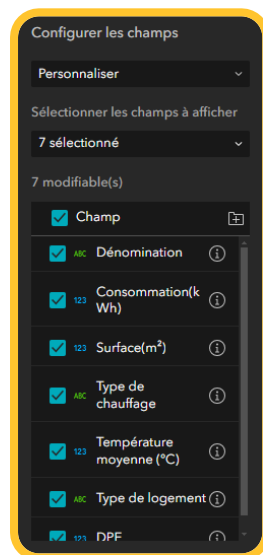 Configurer les champs
Personnaliser
Sélectionner les champs à afficher
7 sélectionné
7 modifiable(s)
Champ
ABC Dénomination
123 Consommation(k
Wh)
123 Surface(m²)
ABC Type de
chauffage
123 Température
moyenne (°C)
ABC Type de logement
123 DPE